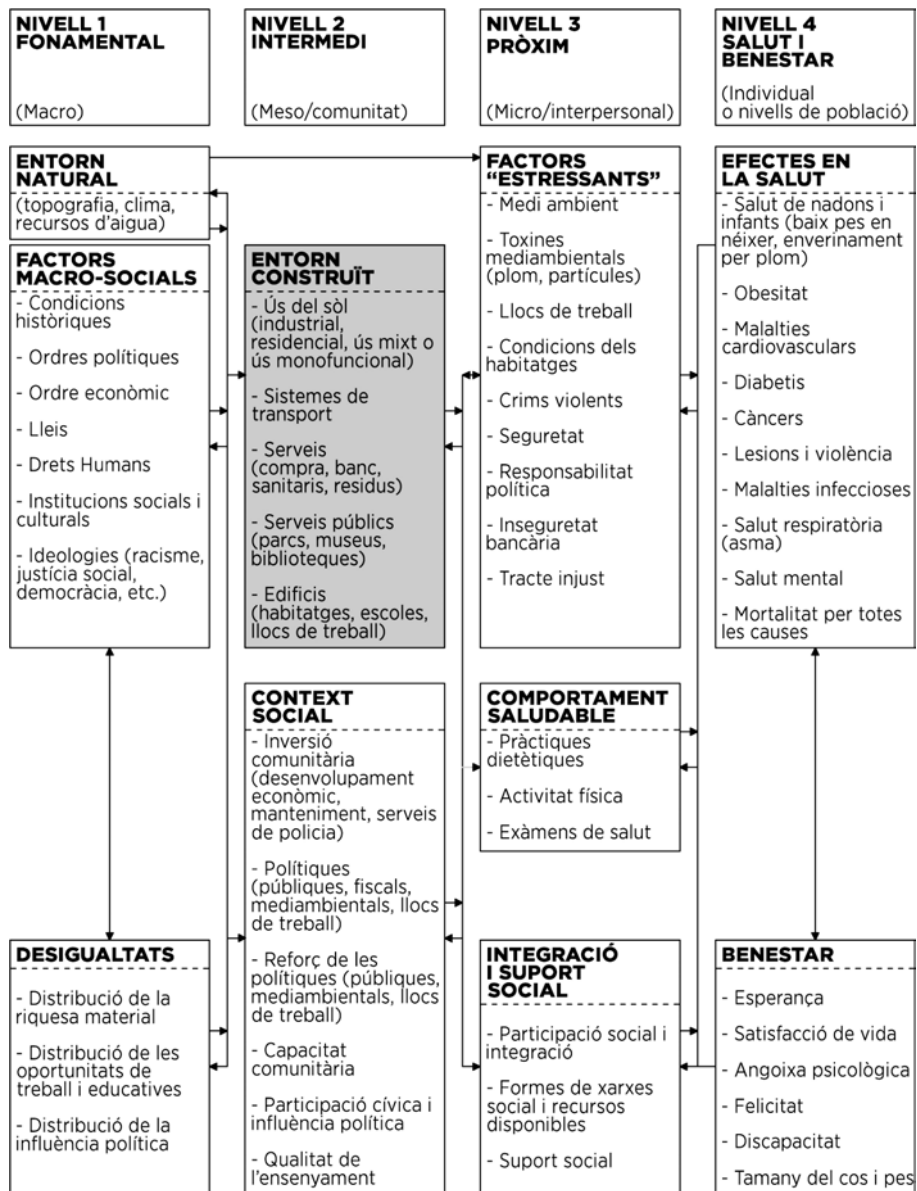 NIVELL 1
FONAMENTAL
(Macro)
NIVELL 2
INTERMEDI
(Meso/comunitat)
NIVELL 3
PRÒXIM
(Micro/interpersonal)
NIVELL 4
SALUT I
BENESTAR
(Individual
o nivells de població)
ENTORN
NATURAL
(topografia, clima,
recursos d'aigua)
FACTORS
MACRO-SOCIALS
- Condicions
històriques
- Ordres polítiques
- Ordre econòmic
- Lleis
- Drets Humans
- Institucions socials i
culturals
- Ideologies (racisme,
justícia social,
democràcia, etc.)
DESIGUALTATS
- Distribució de la
riquesa material
- Distribució de les
oportunitats de
treball i educatives
- Distribució de la
influència política
ENTORN
CONSTRUÏT
- Ús del sòl
(industrial,
residencial, ús mixt o
ús monofuncional)
- Sistemes de
transport
- Serveis
(compra, banc,
sanitaris, residus)
- Serveis públics
(parcs, museus,
biblioteques)
- Edificis
(habitatges, escoles,
llocs de treball)
CONTEXT
SOCIAL
- Inversió
comunitària
(desenvolupament
econòmic,
manteniment, serveis
de policia)
- Polítiques
(públiques, fiscals,
mediambientals, llocs
de treball)
- Reforç de les
polítiques (públiques,
mediambientals, llocs
de treball)
- Capacitat
comunitària
- Participació cívica i
influència política
- Qualitat de
l'ensenyament
FACTORS
“ESTRESSANTS”
- Medi ambient
- Toxines
mediambientals
(plom, partícules)
- Llocs de treball
- Condicions dels
habitatges
- Crims violents
- Seguretat
- Responsabilitat
política
- Inseguretat
bancària
- Tracte injust
COMPORTAMENT
SALUDABLE
- Pràctiques
dietètiques
- Activitat física
- Exàmens de salut
INTEGRACIÓ
I SUPORT
SOCIAL
- Participació social i
integració
- Formes de xarxes
social i recursos
disponibles
- Suport social
EFECTES EN
LA SALUT
- Salut de nadons i
infants (baix pes en
néixer, enverinament
per plom)
- Obesitat
- Malalties
cardiovasculars
- Diabetis
- Càncers
- Lesions i violència
- Malalties infeccioses
- Salut respiratòria
(asma)
- Salut mental
- Mortalitat per totes
les causes
BENESTAR
- Esperança
- Satisfacció de vida
- Angoixa psicològica
- Felicitat
- Discapacitat
- Tamany del cos i pes